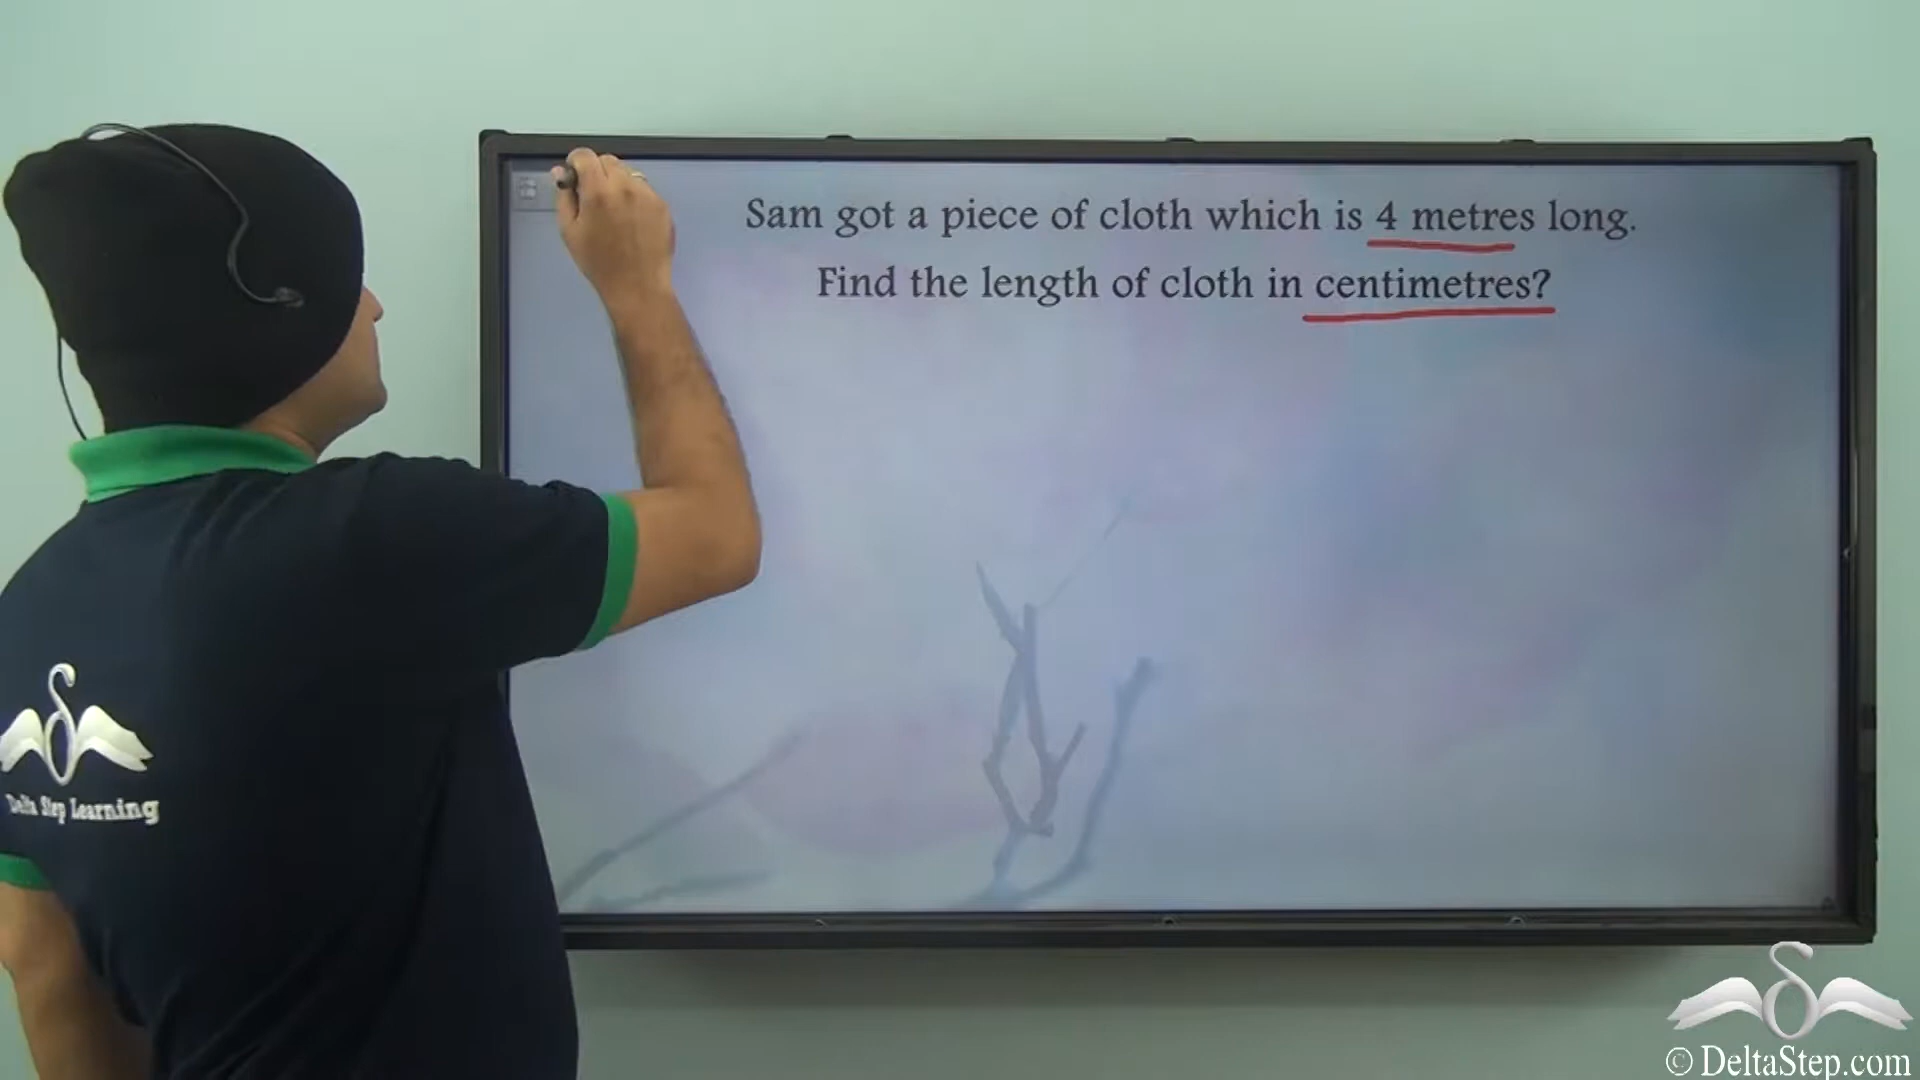 Sam got a piece of cloth which is 4 metres long.
Find the length of cloth in centimetres?
Delta Step Learning
© DeltaStep.com